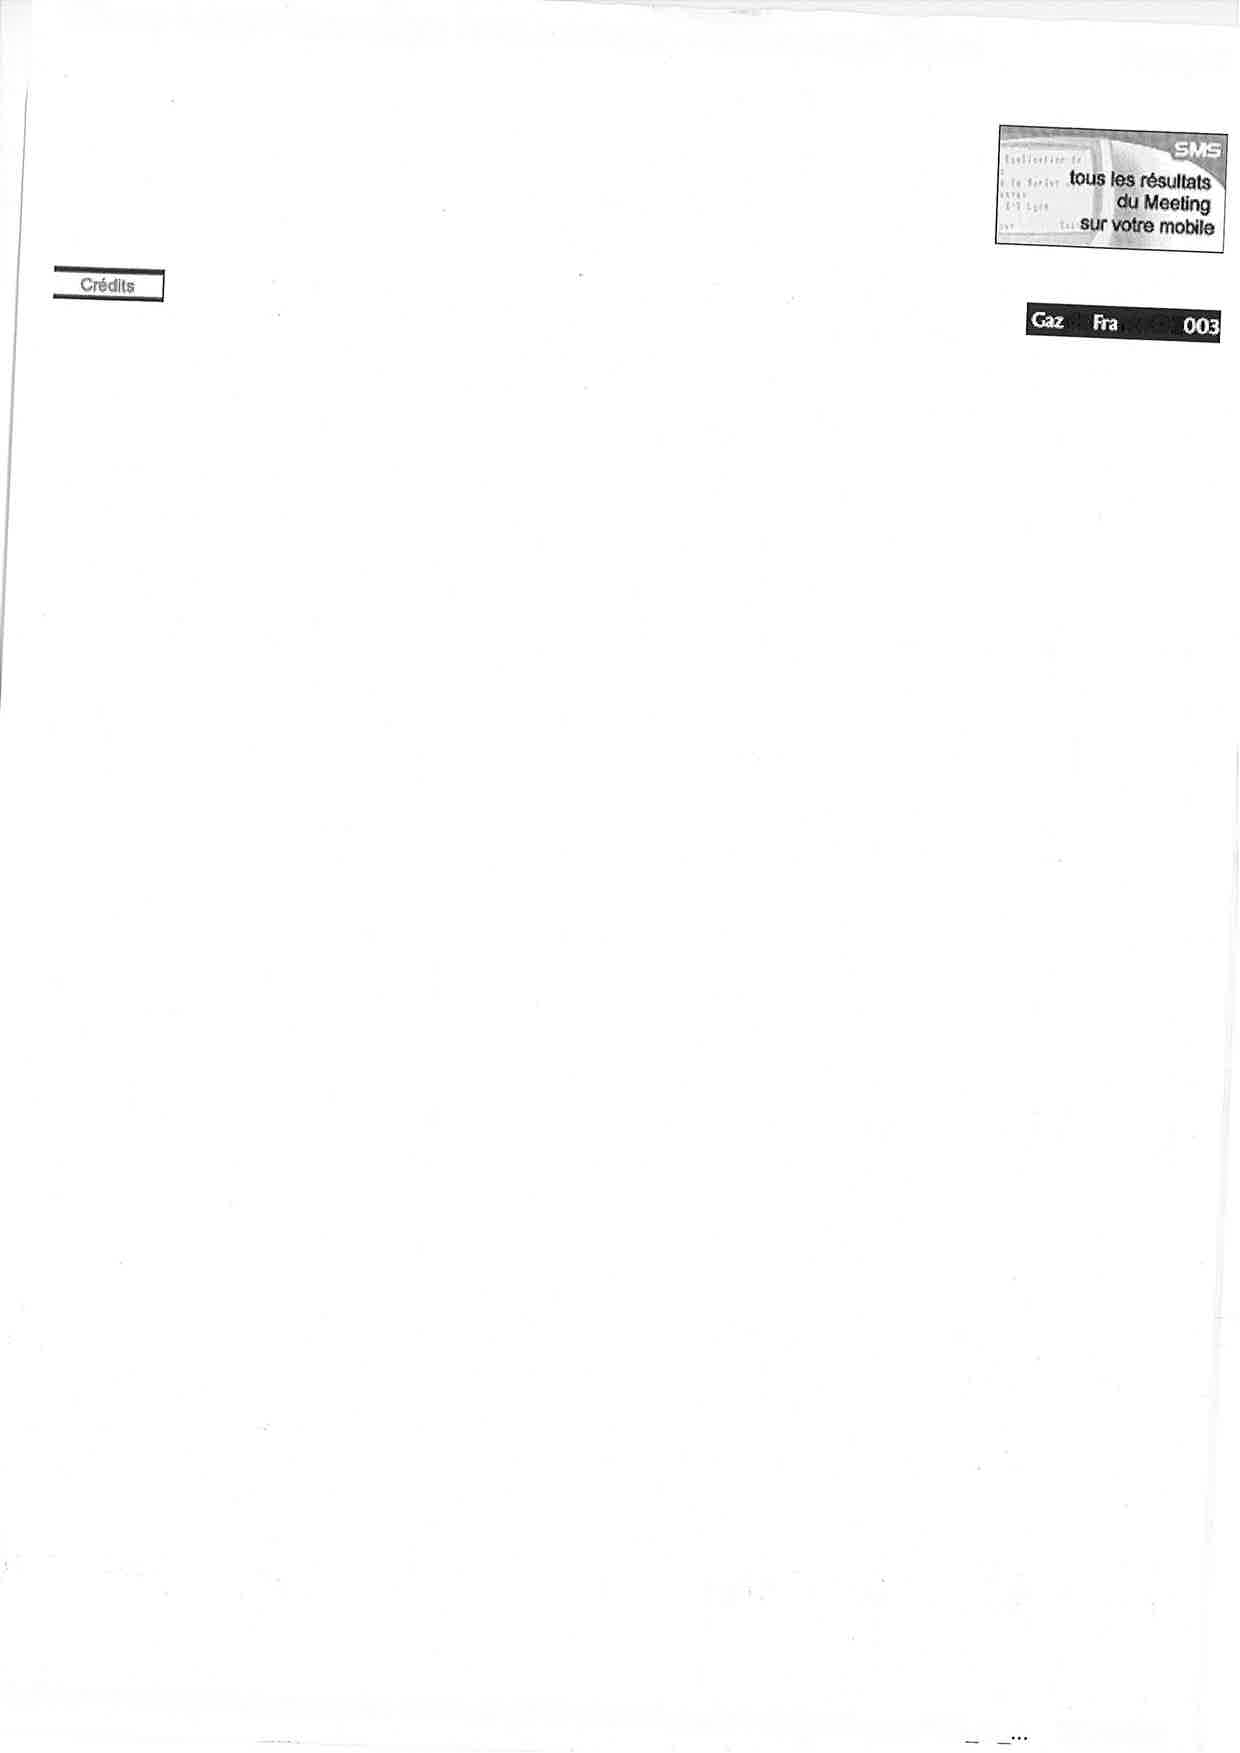 SMS
tous les résultats
du Meeting
sur votre mobile
Crédits
Gaz Fra 003